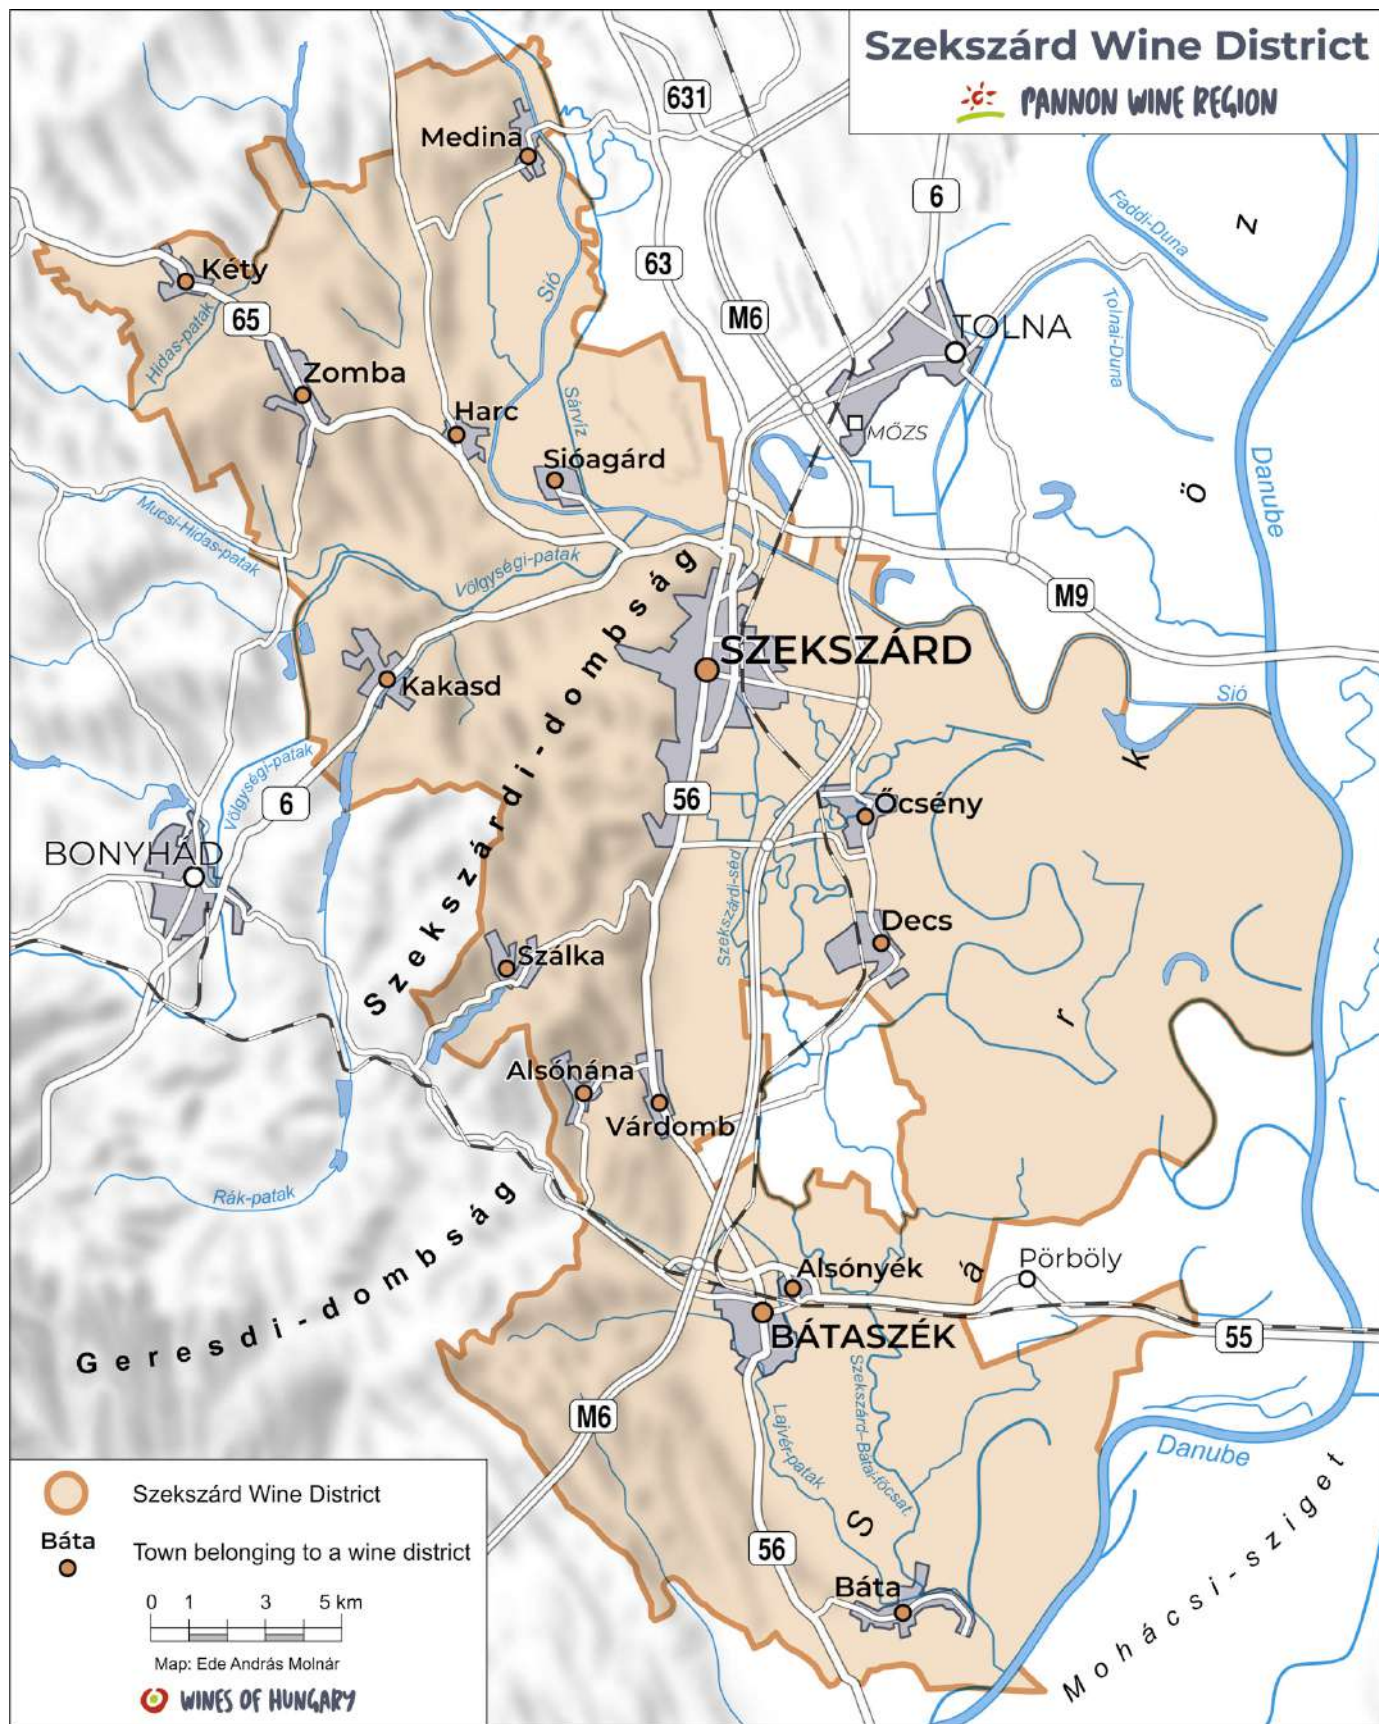 Szekszárd Wine District
PANNON WINE REGION
631
Medina
6
Faddi-Duna
Z
Sió
63
Kéty
65
M6
Tolnai-Duna
Hidas-patak
TOLNA
Zomba
Harc
Sárvíz
MŐZS
Sióagárd
Danube
ö
Mucsi-Hidas-patak
Völgységi-patak
M9
SZEKSZÁRD
Kakasd
Sió
Szekszárdi-dombság
k
Völgységi-patak
6
56
Őcsény
BONYHÁD
Szekszárdi-séd
Decs
Szálka
r
Alsónána
Várdomb
Rák-patak
Geresdi-dombság
Pörböly
á
Alsónyék
BÁTASZÉK
55
Szekszárd-Bátai-főcsat.
M6
Lajvér-patak
Danube
S
56
Báta
Mohácsi-sziget
Szekszárd Wine District
Báta
Town belonging to a wine district
0 1 3 5 km
Map: Ede András Molnár
WINES OF HUNGARY